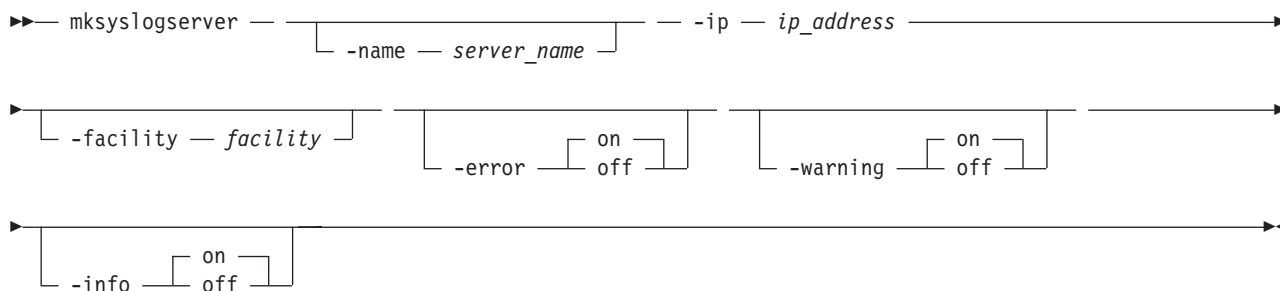 mksyslogserver -ip ip_address
-name server_name
-facility facility
on on
-error off -warning off
on
-info off